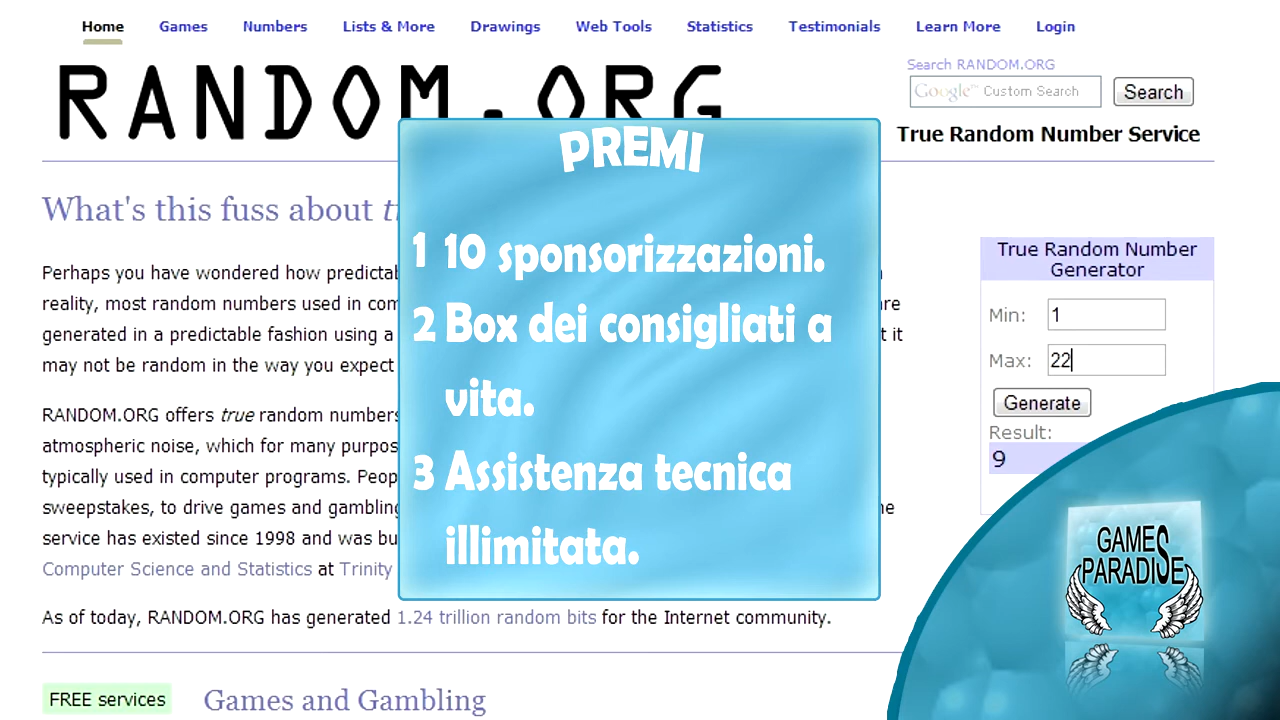 Home Games Numbers Lists & More Drawings Web Tools Statistics Testimonials Learn More Login
RANDOM.ORG
Search RANDOM.ORG
Google™ Custom Search Search
True Random Number Service
What's this fuss about
Perhaps you have wondered how
reality, most random numbers used in
generated in a predictable fashion using a
it
may not be random in the way you expect
RANDOM.ORG offers true random numbers
atmospheric noise, which for many
typically used in computer programs.
sweepstakes, to drive games and gambling
service has existed since 1998 and was
Computer Science and Statistics at Trinity
As of today, RANDOM.ORG has generated 1.24 trillion random bits for the Internet community.
FREE services Games and Gambling
PREMI
1 10 sponsorizzazioni.
2 Box dei consigliati a
vita.
3 Assistenza tecnica
illimitata.
True Random Number
Generator
Min: 1
Max: 22
Generate
Result:
9
GAMES
PARADISE